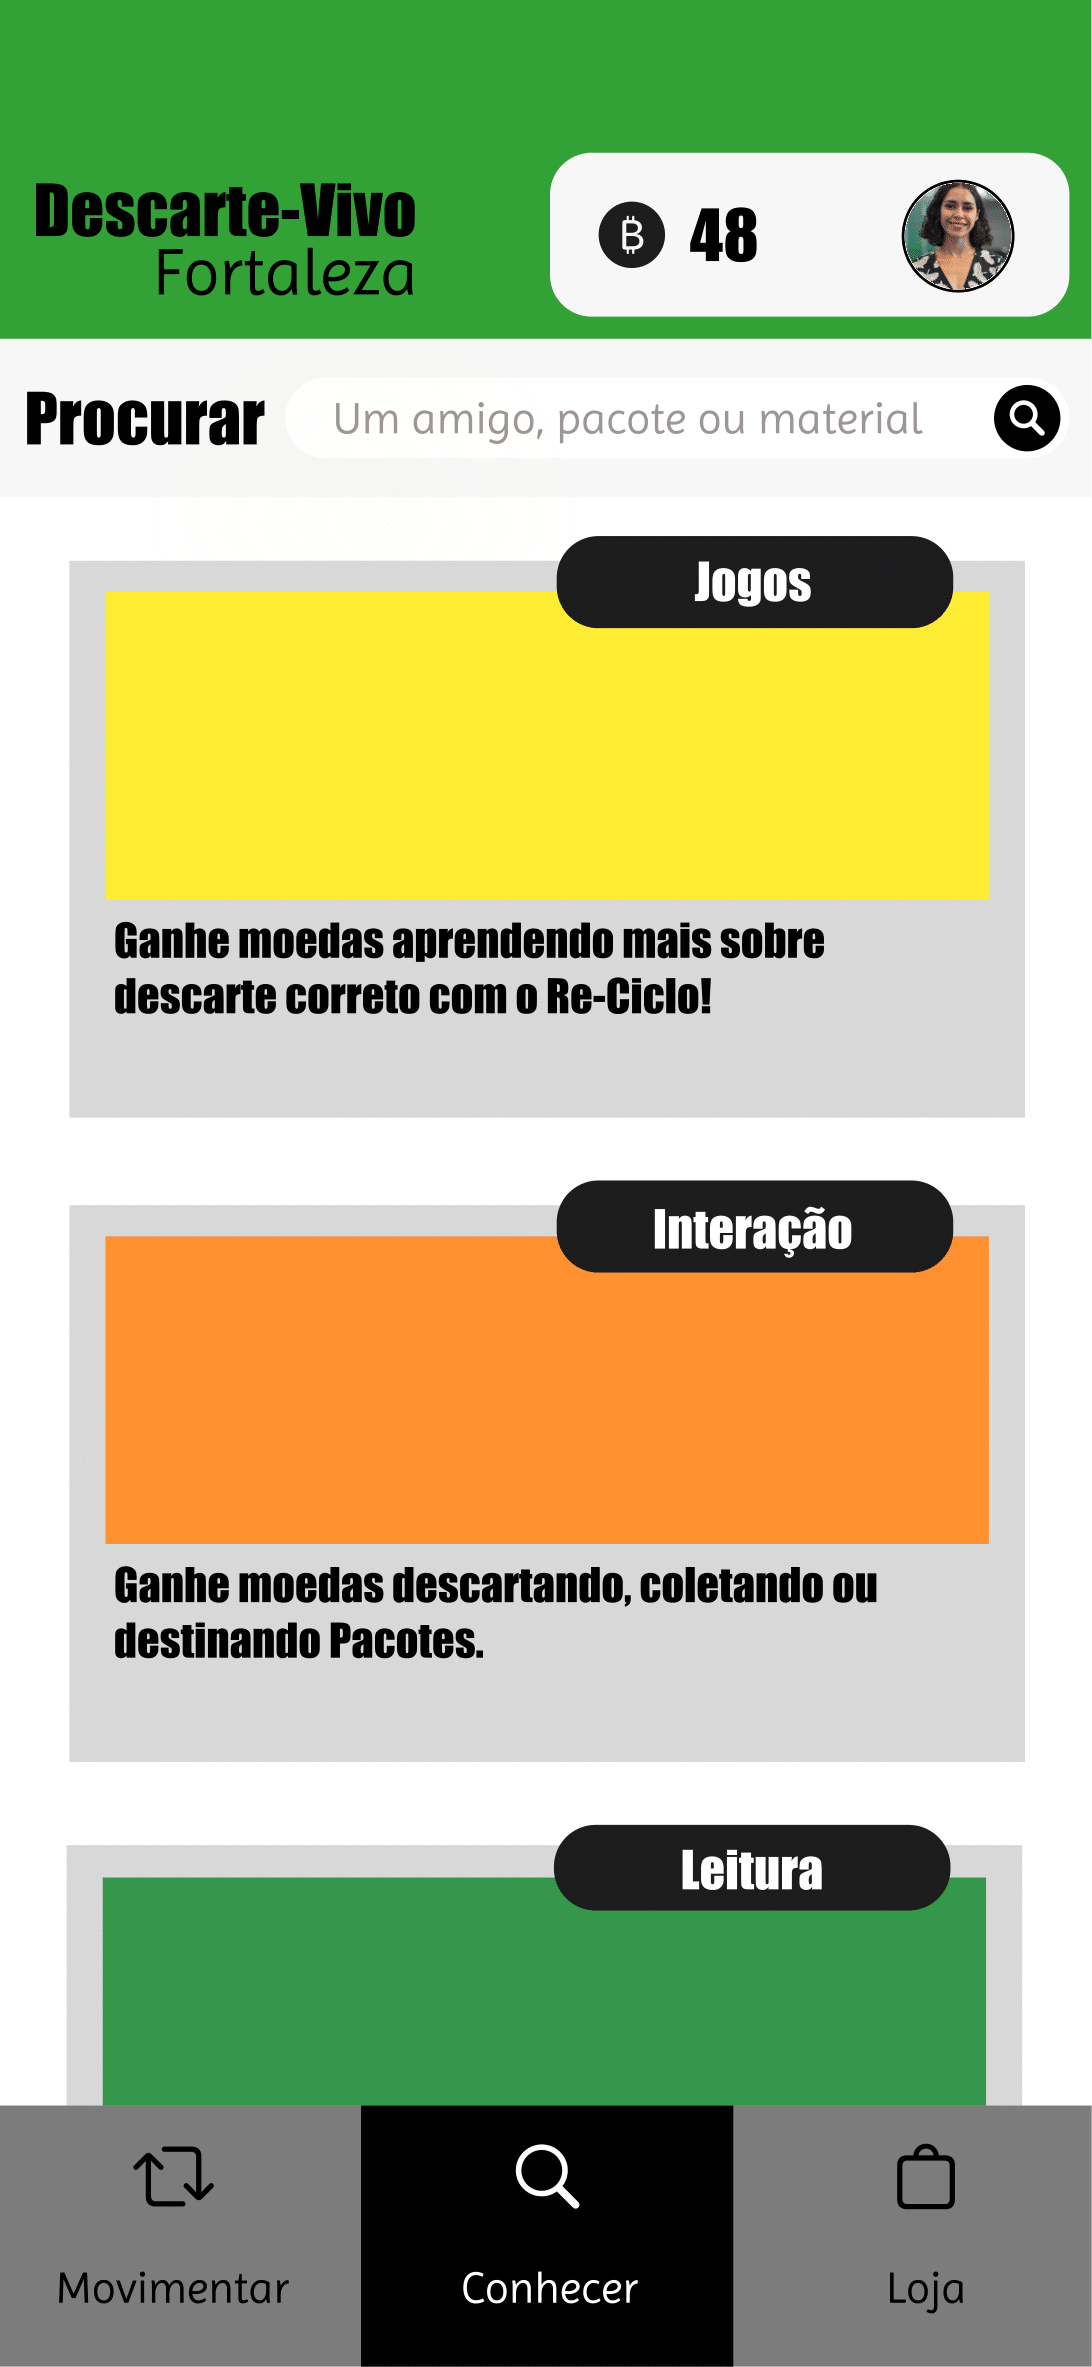 Descarte-Vivo
Fortaleza
48
Procurar
Um amigo, pacote ou material
Jogos
Ganhe moedas aprendendo mais sobre
descarte correto com o Re-Ciclo!
Interação
Ganhe moedas descartando, coletando ou
destinando Pacotes.
Leitura
Movimentar
Conhecer
Loja